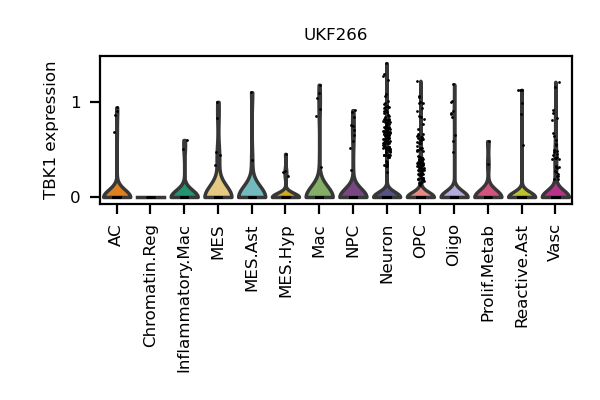 UKF266
TBK1 expression
1
0
AC
Chromatin.Reg
Inflammatory.Mac
MES
MES.Ast
MES.Hyp
Mac
NPC
Neuron
OPC
Oligo
Prolif.Metab
Reactive.Ast
Vasc